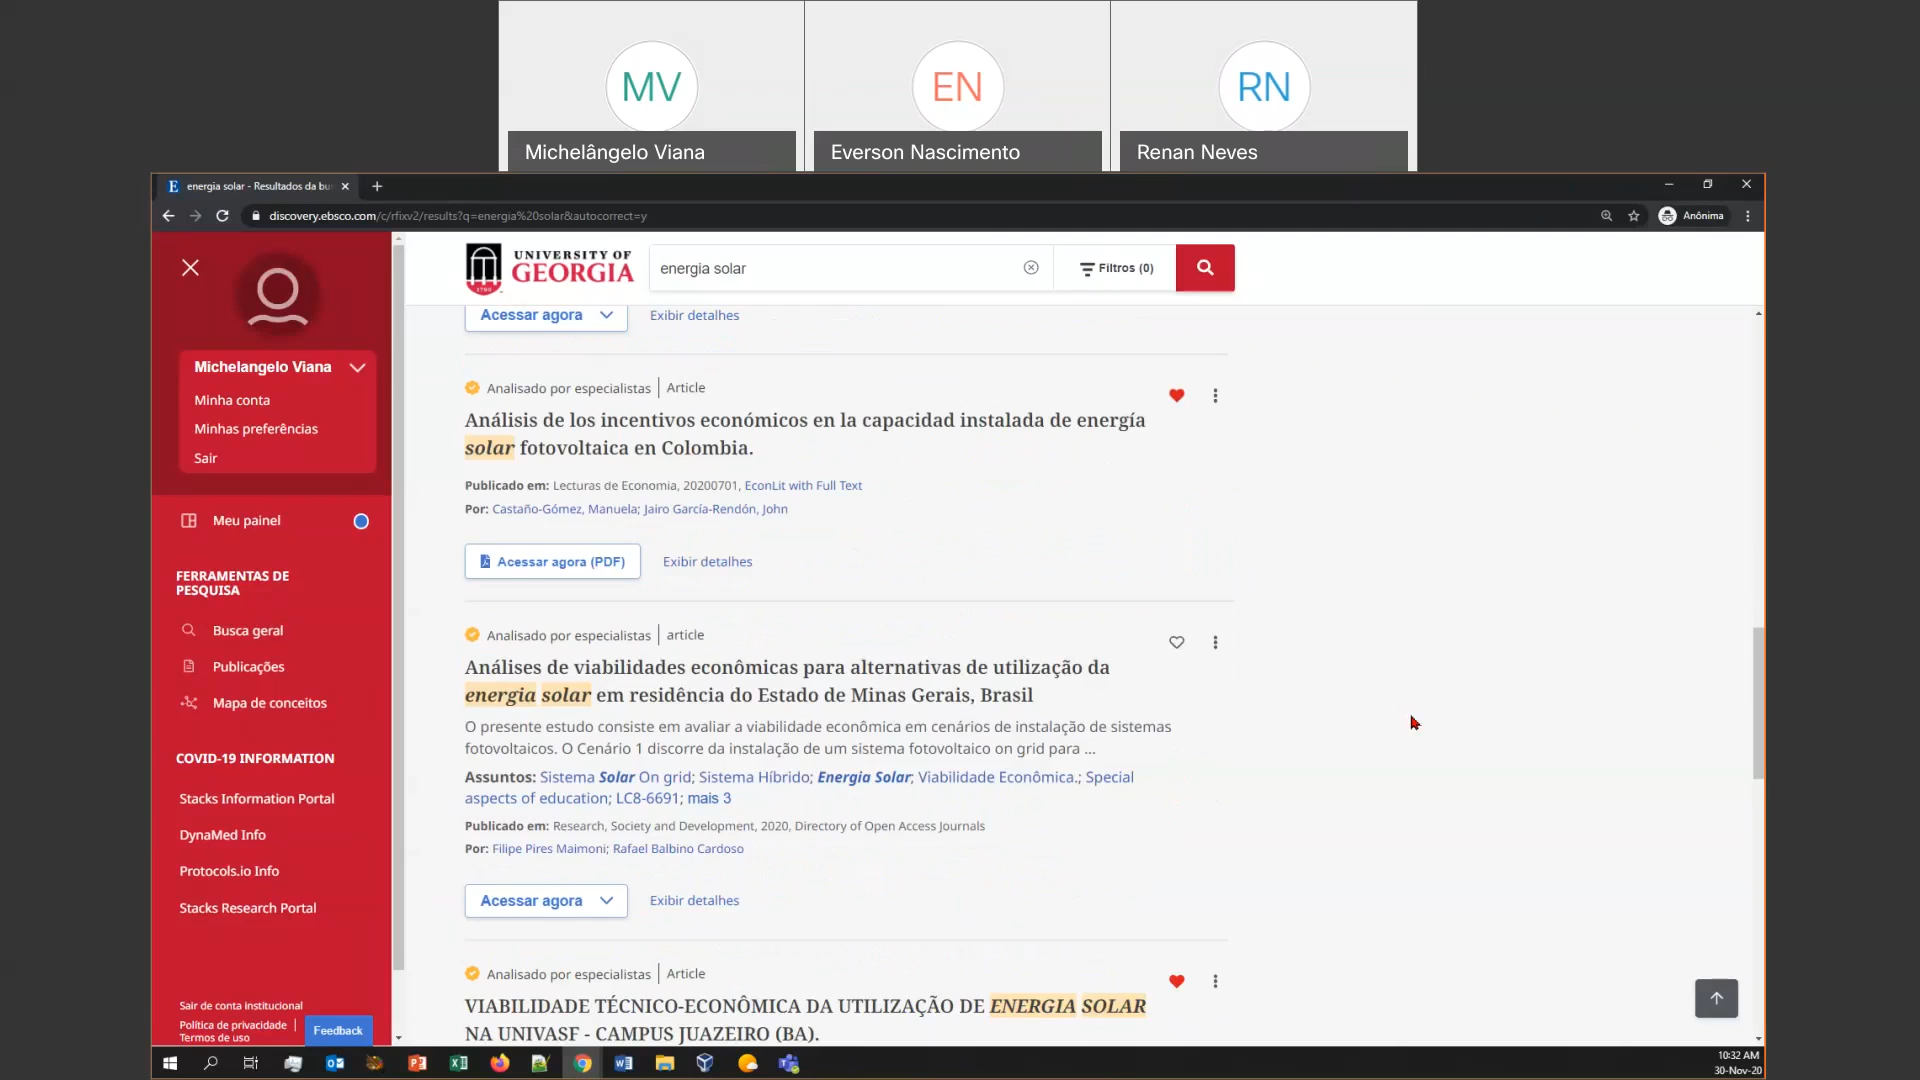 MV
EN
RN
Michelângelo Viana
Everson Nascimento
Renan Neves
E energia solar - Resultados da bu
discovery.ebsco.com/c/rfixv2/results?q=energia%20solar&autocorrect=y
Anônima
Michelangelo Viana
Minha conta
Minhas preferências
Sair
Meu painel
FERRAMENTAS DE
PESQUISA
Busca geral
Publicações
Mapa de conceitos
COVID-19 INFORMATION
Stacks Information Portal
DynaMed Info
Protocols.io Info
Stacks Research Portal
Sair de conta institucional
Política de privacidade
Termos de uso
Feedback
UNIVERSITY OF
GEORGIA
energia solar
Filtros (0)
Acessar agora
Exibir detalhes
Analisado por especialistas | Article
Análisis de los incentivos económicos en la capacidad instalada de energía
solar fotovoltaica en Colombia.
Publicado em: Lecturas de Economia, 20200701, EconLit with Full Text
Por: Castaño-Gómez, Manuela; Jairo García-Rendón, John
Acessar agora (PDF)
Exibir detalhes
Analisado por especialistas | article
Análises de viabilidades econômicas para alternativas de utilização da
energia solar em residência do Estado de Minas Gerais, Brasil
O presente estudo consiste em avaliar a viabilidade econômica em cenários de instalação de sistemas
fotovoltaicos. O Cenário 1 discorre da instalação de um sistema fotovoltaico on grid para ...
Assuntos: Sistema Solar On grid; Sistema Híbrido; Energia Solar; Viabilidade Econômica.; Special
aspects of education; LC8-6691; mais 3
Publicado em: Research, Society and Development, 2020, Directory of Open Access Journals
Por: Filipe Pires Maimoni; Rafael Balbino Cardoso
Acessar agora
Exibir detalhes
Analisado por especialistas | Article
VIABILIDADE TÉCNICO-ECONÔMICA DA UTILIZAÇÃO DE ENERGIA SOLAR
NA UNIVASF - CAMPUS JUAZEIRO (BA).
10:32 AM
30-Nov-20